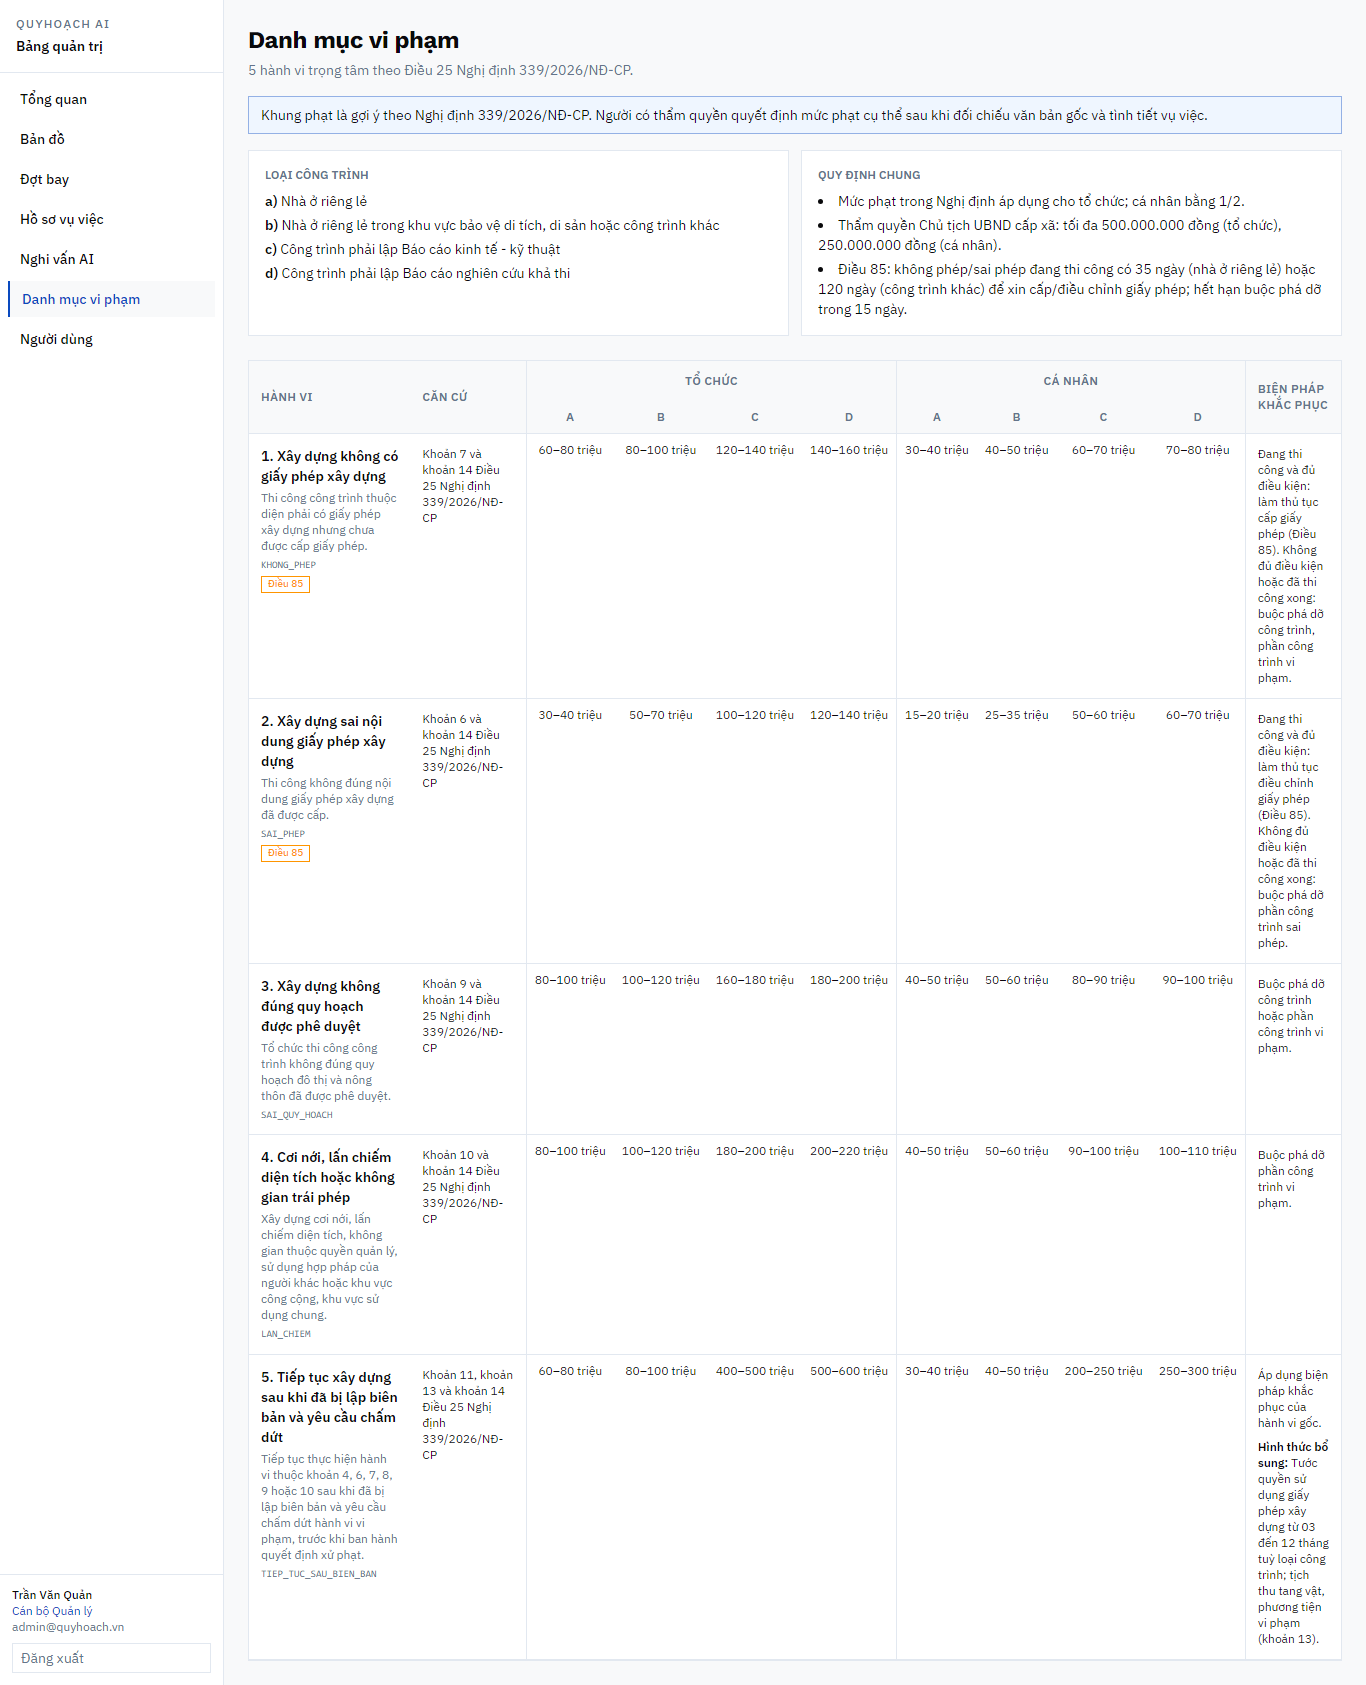 QUYHOẠCH AI
Bảng quản trị
Tổng quan
Bản đồ
Đợt bay
Hồ sơ vụ việc
Nghi vấn AI
Danh mục vi phạm
Người dùng
Trần Văn Quản
Cán bộ Quản lý
admin@quyhoach.vn
Đăng xuất
Danh mục vi phạm
5 hành vi trọng tâm theo Điều 25 Nghị định 339/2026/NĐ-CP.
Khung phạt là gợi ý theo Nghị định 339/2026/NĐ-CP. Người có thẩm quyền quyết định mức phạt cụ thể sau khi đối chiếu văn bản gốc và tình tiết vụ việc.
LOẠI CÔNG TRÌNH
a) Nhà ở riêng lẻ
b) Nhà ở riêng lẻ trong khu vực bảo vệ di tích, di sản hoặc công trình khác
c) Công trình phải lập Báo cáo kinh tế - kỹ thuật
d) Công trình phải lập Báo cáo nghiên cứu khả thi
QUY ĐỊNH CHUNG
• Mức phạt trong Nghị định áp dụng cho tổ chức; cá nhân bằng 1/2.
• Thẩm quyền Chủ tịch UBND cấp xã: tối đa 500.000.000 đồng (tổ chức),
250.000.000 đồng (cá nhân).
• Điều 85: không phép/sai phép đang thi công có 35 ngày (nhà ở riêng lẻ) hoặc
120 ngày (công trình khác) để xin cấp/điều chỉnh giấy phép; hết hạn buộc phá dỡ
trong 15 ngày.
HÀNH VI
CĂN CỨ
TỔ CHỨC
CÁ NHÂN
BIỆN PHÁP
KHẮC PHỤC
A B C D A B C D
1. Xây dựng không có
giấy phép xây dựng
Thi công công trình thuộc
diện phải có giấy phép
xây dựng nhưng chưa
được cấp giấy phép.
KHONG_PHEP
Điều 85
Khoản 7 và
khoản 14 Điều
25 Nghị định
339/2026/NĐ-
CP
60–80 triệu 80–100 triệu 120–140 triệu 140–160 triệu 30–40 triệu 40–50 triệu 60–70 triệu 70–80 triệu
Đang thi
công và đủ
điều kiện:
làm thủ tục
cấp giấy
phép (Điều
85). Không
đủ điều kiện
hoặc đã thi
công xong:
buộc phá dỡ
công trình,
phần công
trình vi
phạm.
2. Xây dựng sai nội
dung giấy phép xây
dựng
Thi công không đúng nội
dung giấy phép xây dựng
đã được cấp.
SAI_PHEP
Điều 85
Khoản 6 và
khoản 14 Điều
25 Nghị định
339/2026/NĐ-
CP
30–40 triệu 50–70 triệu 100–120 triệu 120–140 triệu 15–20 triệu 25–35 triệu 50–60 triệu 60–70 triệu
Đang thi
công và đủ
điều kiện:
làm thủ tục
điều chỉnh
giấy phép
(Điều 85).
Không đủ
điều kiện
hoặc đã thi
công xong:
buộc phá dỡ
phần công
trình sai
phép.
3. Xây dựng không
đúng quy hoạch
được phê duyệt
Tổ chức thi công công
trình không đúng quy
hoạch đô thị và nông
thôn đã được phê duyệt.
SAI_QUY_HOACH
Khoản 9 và
khoản 14 Điều
25 Nghị định
339/2026/NĐ-
CP
80–100 triệu 100–120 triệu 160–180 triệu 180–200 triệu 40–50 triệu 50–60 triệu 80–90 triệu 90–100 triệu
Buộc phá dỡ
công trình
hoặc phần
công trình vi
phạm.
4. Cơi nới, lấn chiếm
diện tích hoặc không
gian trái phép
Xây dựng cơi nới, lấn
chiếm diện tích, không
gian thuộc quyền quản lý,
sử dụng hợp pháp của
người khác hoặc khu vực
công cộng, khu vực sử
dụng chung.
LAN_CHIEM
Khoản 10 và
khoản 14 Điều
25 Nghị định
339/2026/NĐ-
CP
80–100 triệu 100–120 triệu 180–200 triệu 200–220 triệu 40–50 triệu 50–60 triệu 90–100 triệu 100–110 triệu
Buộc phá dỡ
phần công
trình vi
phạm.
5. Tiếp tục xây dựng
sau khi đã bị lập biên
bản và yêu cầu chấm
dứt
Tiếp tục thực hiện hành
vi thuộc khoản 4, 6, 7, 8,
9 hoặc 10 sau khi đã bị
lập biên bản và yêu cầu
chấm dứt hành vi vi
phạm, trước khi ban hành
quyết định xử phạt.
TIEP_TUC_SAU_BIEN_BAN
Khoản 11, khoản
13 và khoản 14
Điều 25 Nghị
định
339/2026/NĐ-
CP
60–80 triệu 80–100 triệu 400–500 triệu 500–600 triệu 30–40 triệu 40–50 triệu 200–250 triệu 250–300 triệu
Áp dụng biện
pháp khắc
phục của
hành vi gốc.
Hình thức bổ
sung: Tước
quyền sử
dụng giấy
phép xây
dựng từ 03
đến 12 tháng
tuỳ loại công
trình; tịch
thu tang vật,
phương tiện
vi phạm
(khoản 13).